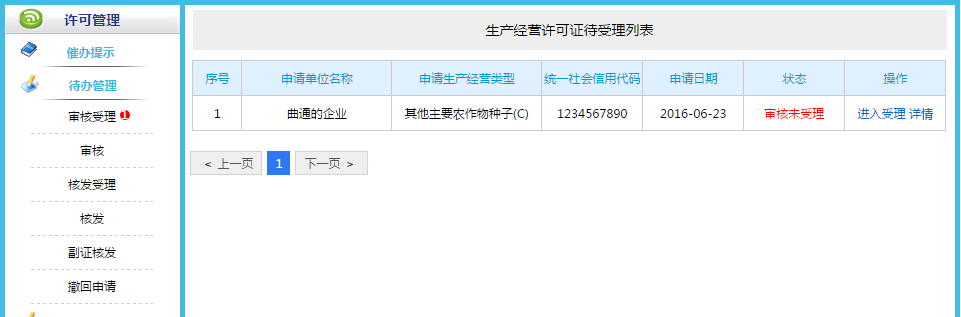 许可管理
催办提示
待办管理
审核受理 1
审核
核发受理
核发
副证核发
撤回申请
生产经营许可证待受理列表
序号 申请单位名称 申请生产经营类型 统一社会信用代码 申请日期 状态 操作
1 曲通的企业 其他主要农作物种子(C) 1234567890 2016-06-23 审核未受理 进入受理 详情
< 上一页 1 下一页 >